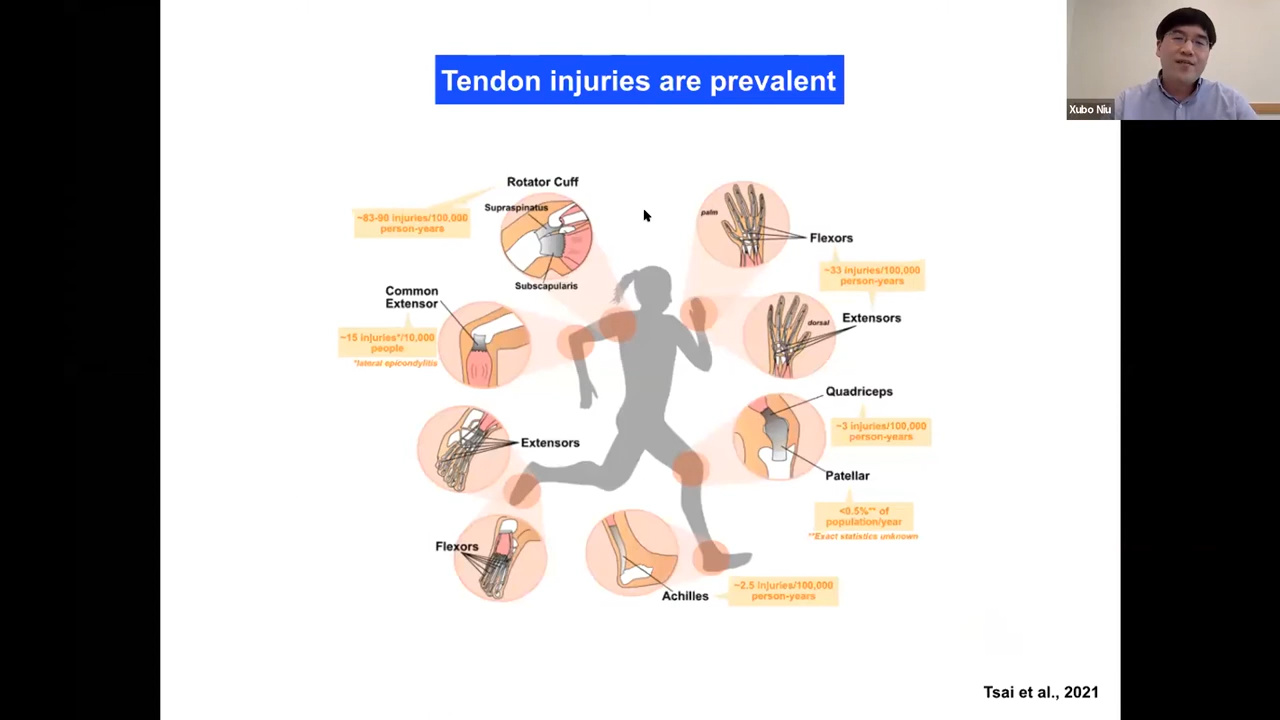 Tendon injuries are prevalent
Xubo Niu
Rotator Cuff
Supraspinatus
~83-90 injuries/100,000
person-years
Subscapularis
palm
Flexors
~33 injuries/100,000
person-years
Common
Extensor
~15 injuries*/10,000
people
*lateral epicondylitis
Extensors
dorsal
Quadriceps
~3 injuries/100,000
person-years
Extensors
Patellar
<0.5%** of
population/year
**Exact statistics unknown
Flexors
Achilles
~2.5 injuries/100,000
person-years
Tsai et al., 2021